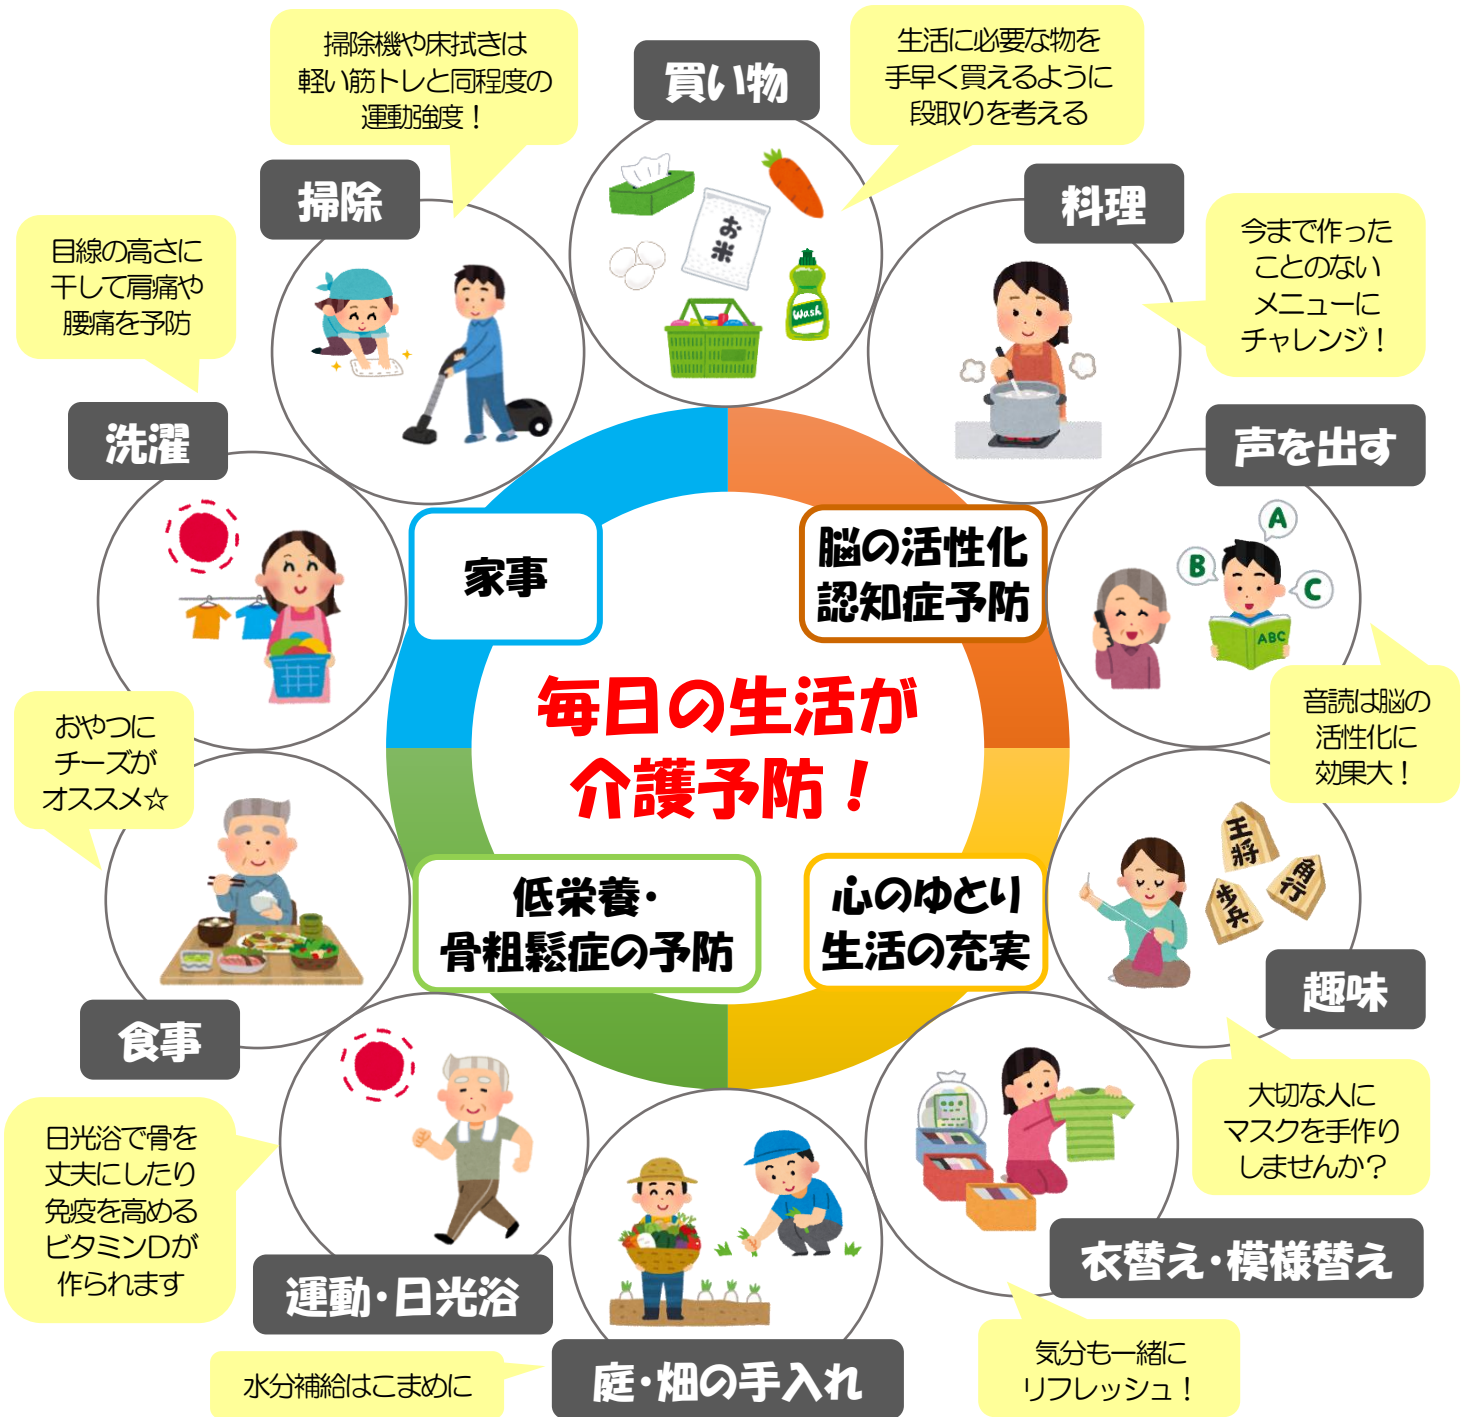 掃除機や床拭きは
軽い筋トレと同程度の
運動強度！
買い物
生活に必要な物を
手早く買えるように
段取りを考える
掃除
お米
Wash
料理
今まで作った
ことのない
メニューに
チャレンジ！
目線の高さに
干して肩痛や
腰痛を予防
洗濯
声を出す
A
B
C
ABC
音読は脳の
活性化に
効果大！
家事
脳の活性化
認知症予防
毎日の生活が
介護予防！
低栄養・
骨粗鬆症の予防
心のゆとり
生活の充実
おやつに
チーズが
オススメ☆
食事
王将
角行
歩兵
趣味
大切な人に
マスクを手作り
しませんか？
日光浴で骨を
丈夫にしたり
免疫を高める
ビタミンDが
作られます
運動・日光浴
衣替え・模様替え
気分も一緒に
リフレッシュ！
水分補給はこまめに
庭・畑の手入れ